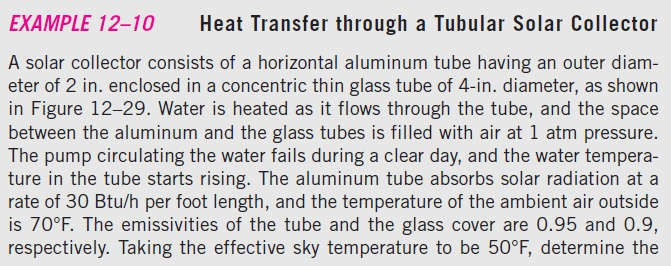 EXAMPLE 12–10 Heat Transfer through a Tubular Solar Collector
A solar collector consists of a horizontal aluminum tube having an outer diam-
eter of 2 in. enclosed in a concentric thin glass tube of 4-in. diameter, as shown
in Figure 12–29. Water is heated as it flows through the tube, and the space
between the aluminum and the glass tubes is filled with air at 1 atm pressure.
The pump circulating the water fails during a clear day, and the water tempera-
ture in the tube starts rising. The aluminum tube absorbs solar radiation at a
rate of 30 Btu/h per foot length, and the temperature of the ambient air outside
is 70°F. The emissivities of the tube and the glass cover are 0.95 and 0.9,
respectively. Taking the effective sky temperature to be 50°F, determine the